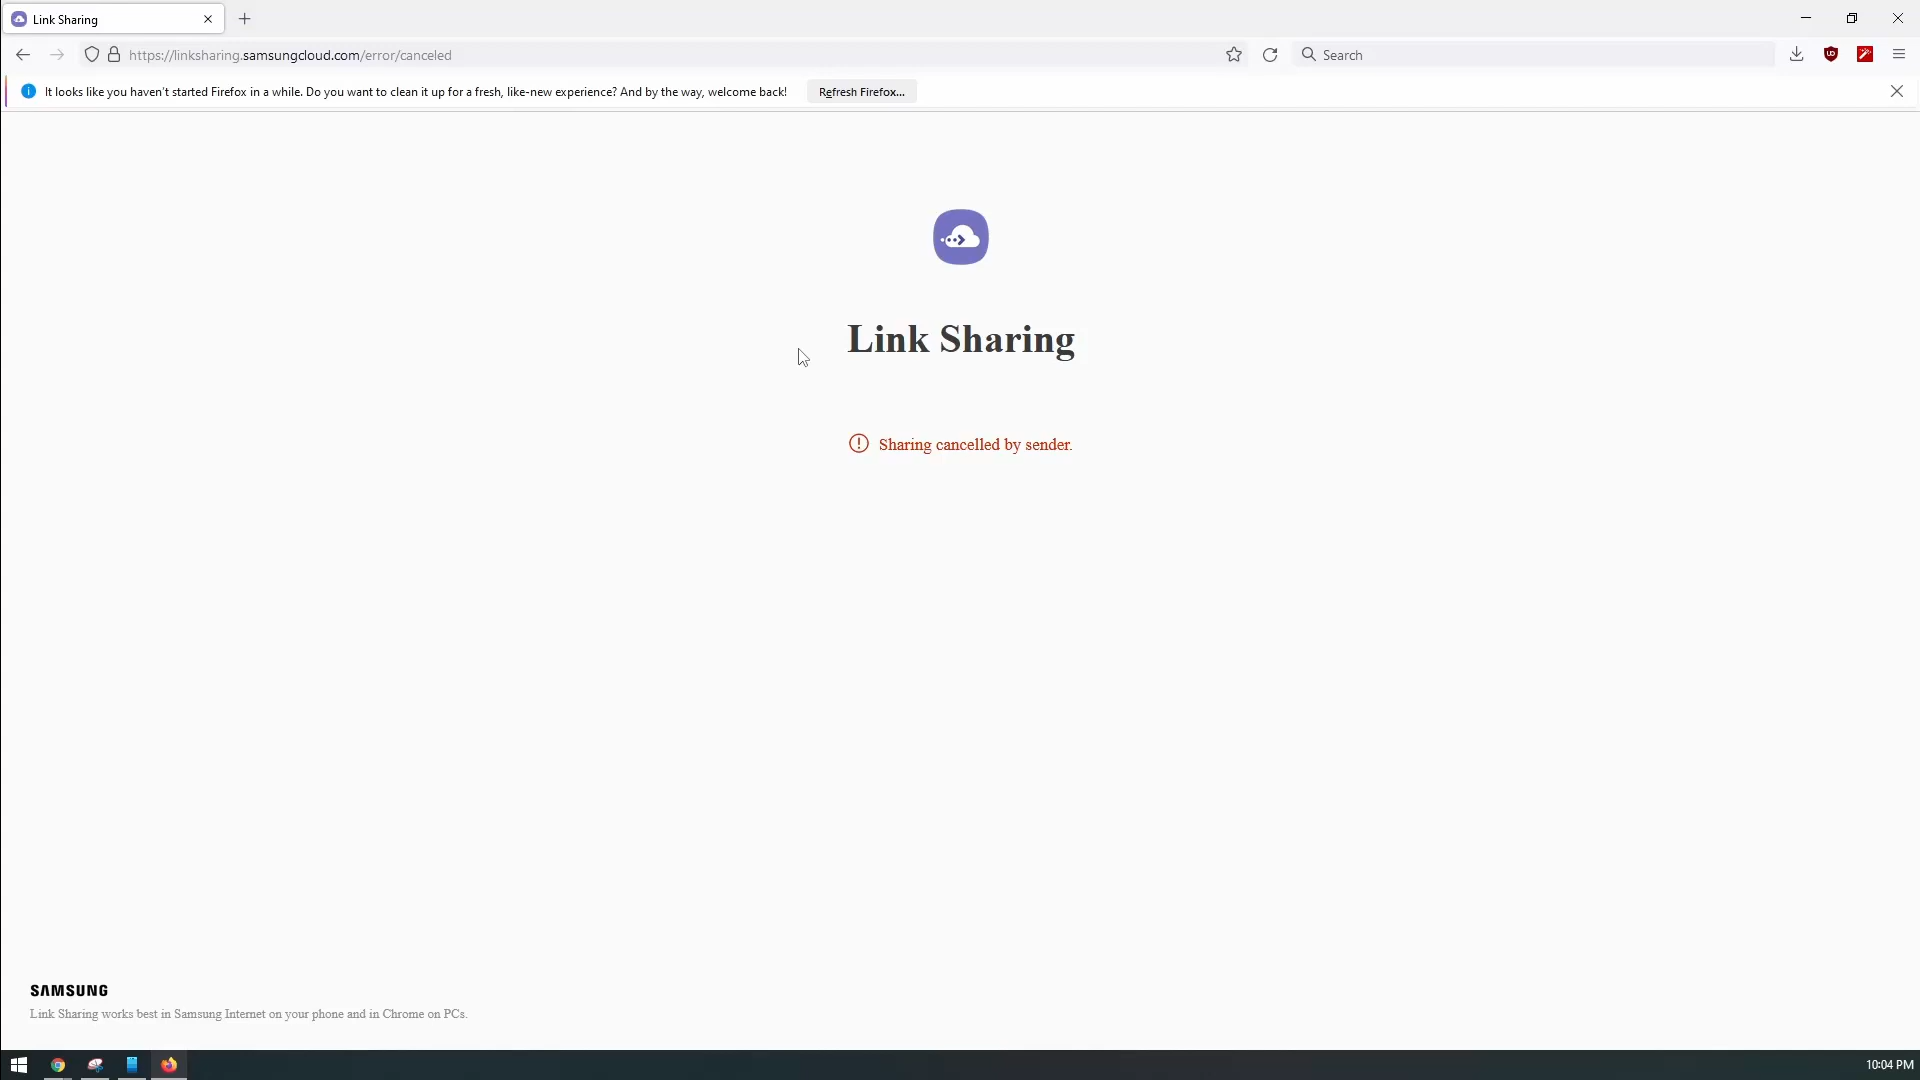 Link Sharing
https://linksharing.samsungcloud.com/error/canceled
Search
It looks like you haven't started Firefox in a while. Do you want to clean it up for a fresh, like-new experience? And by the way, welcome back!
Refresh Firefox...
Link Sharing
Sharing cancelled by sender.
SAMSUNG
Link Sharing works best in Samsung Internet on your phone and in Chrome on PCs.
10:04 PM